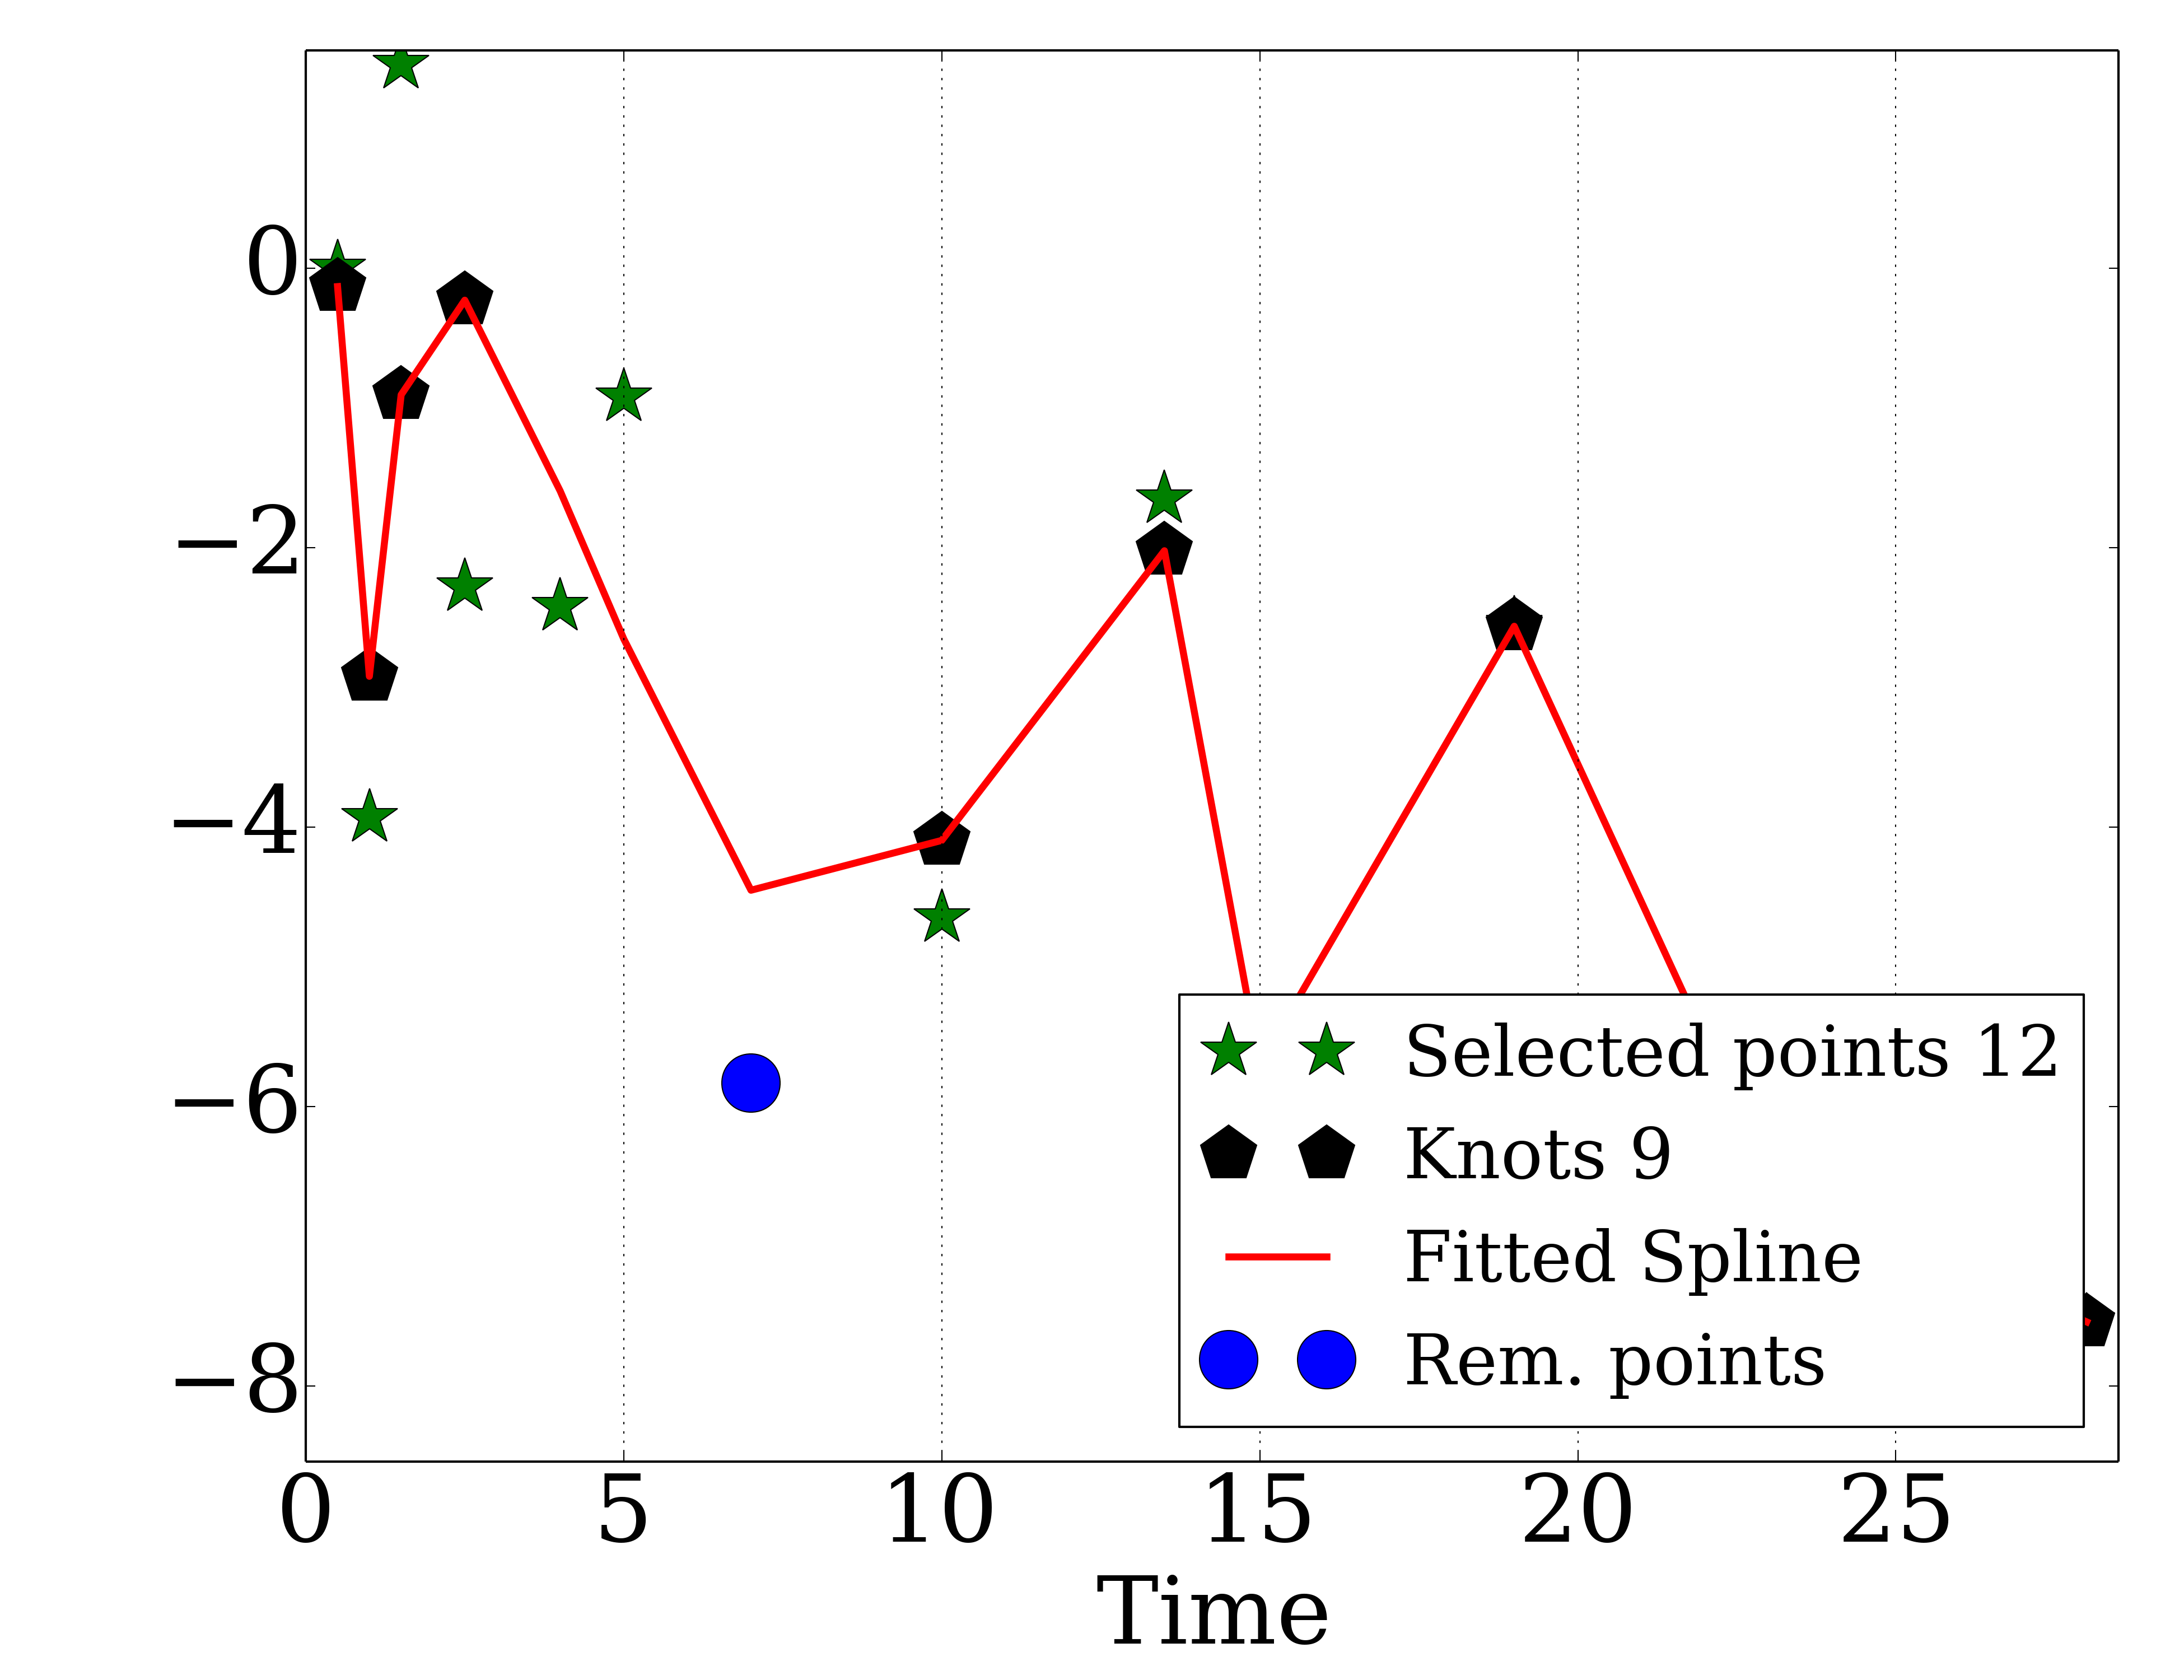 0
−2
−4
−6
−8
Selected points 12
Knots 9
Fitted Spline
Rem. points
0 5 10 15 20 25
Time